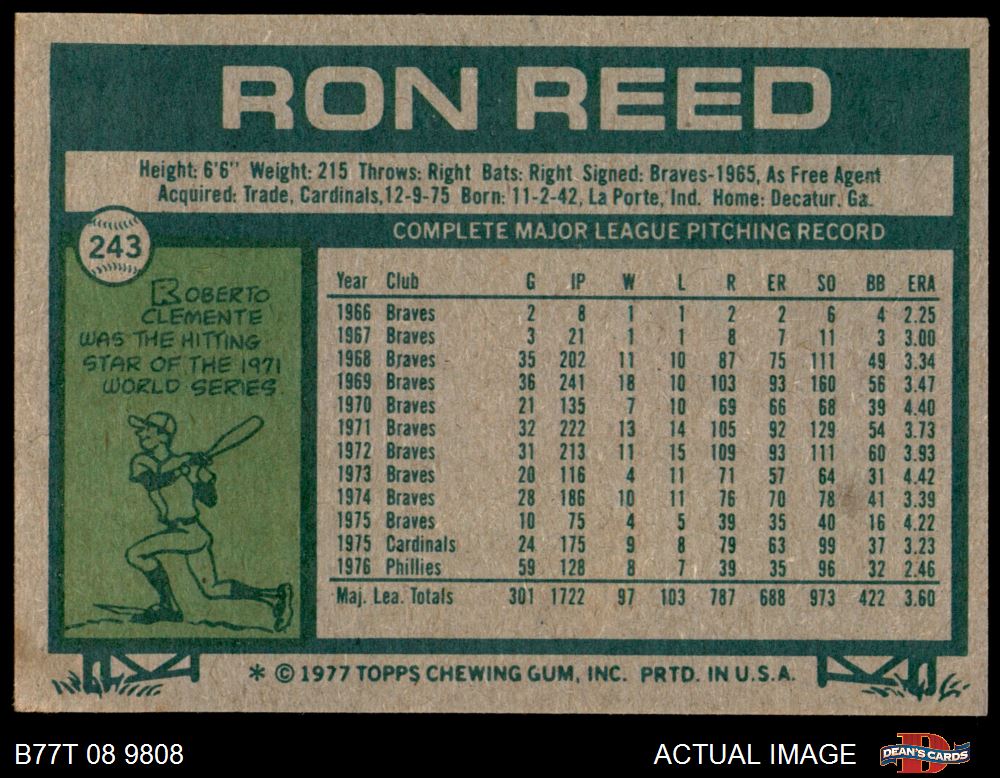 RON REED
Height: 6'6" Weight: 215 Throws: Right Bats: Right Signed: Braves-1965, As Free Agent
Acquired: Trade, Cardinals,12-9-75 Born: 11-2-42, La Porte, Ind. Home: Decatur, Ga.
243
COMPLETE MAJOR LEAGUE PITCHING RECORD
ROBERTO
CLEMENTE
WAS THE HITTING
STAR OF THE 1971
WORLD SERIES.
Year Club G IP W L R ER SO BB ERA
1966 Braves 2 8 1 1 2 2 6 4 2.25
1967 Braves 3 21 1 1 8 7 11 3 3.00
1968 Braves 35 202 11 10 87 75 111 49 3.34
1969 Braves 36 241 18 10 103 93 160 56 3.47
1970 Braves 21 135 7 10 69 66 68 39 4.40
1971 Braves 32 222 13 14 105 92 129 54 3.73
1972 Braves 31 213 11 15 109 93 111 60 3.93
1973 Braves 20 116 4 11 71 57 64 31 4.42
1974 Braves 28 186 10 11 76 70 78 41 3.39
1975 Braves 10 75 4 5 39 35 40 16 4.22
1975 Cardinals 24 175 9 8 79 63 99 37 3.23
1976 Phillies 59 128 8 7 39 35 96 32 2.46
Maj. Lea. Totals 301 1722 97 103 787 688 973 422 3.60
* © 1977 TOPPS CHEWING GUM, INC. PRTD. IN U.S.A.
B77T 08 9808
ACTUAL IMAGE
DEAN'S CARDS